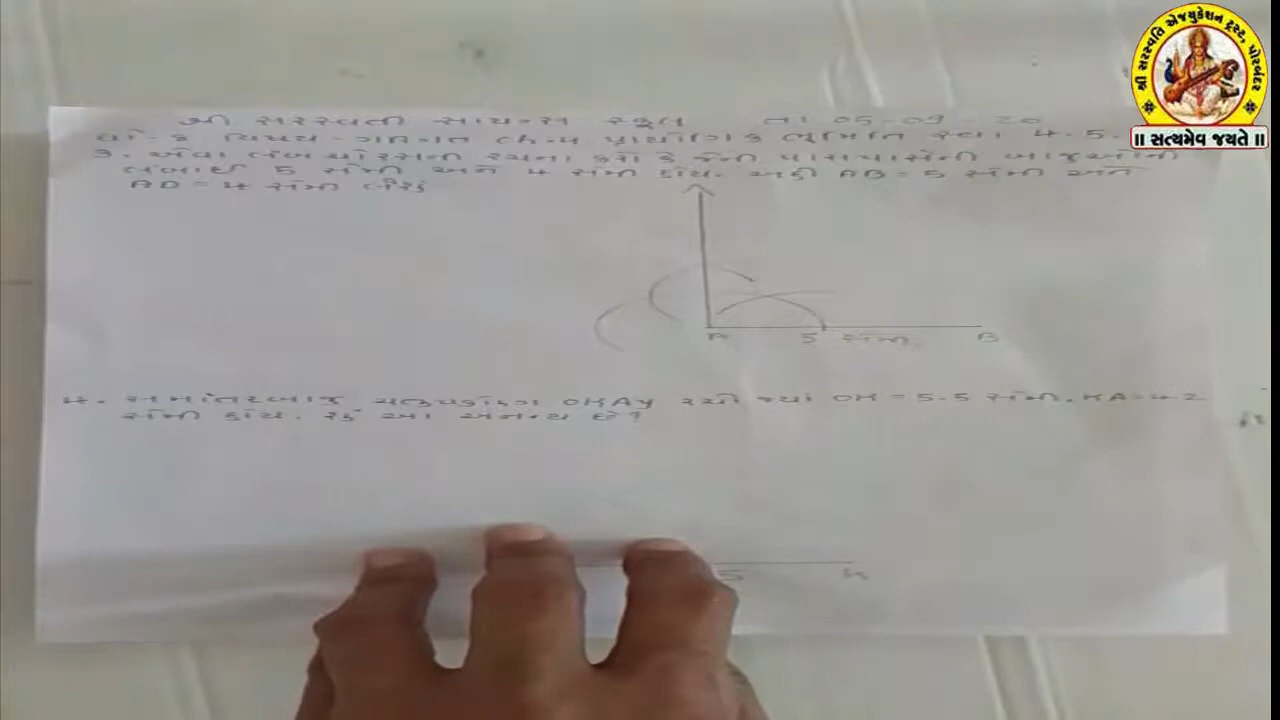 શ્રી સરસ્વતી એજ્યુકેશન ટ્રસ્ટ, પોરબંદર
॥ સત્યમેવ જયતે ॥
શ્રી સરસ્વતી સાયન્સ સ્કૂલ તા 05-09-20
વિષય ગણિત ch-4 પ્રાયોગિક ભૂમિતિ સ્વા 4.5.
3. એવા લંબચોરસની રચના કરો કે જેની પાસપાસેની બાજુઓની
લંબાઈ 5 સેમી અને 4 સેમી હોય. અહીં AB = 5 સેમી અને
AD = 4 સેમી લીધું
A 5 સેમી B
4. સમાંતરબાજુ ચતુષ્કોણ OKAY રચો જ્યાં OK = 5.5 સેમી, KA = 4.2
સેમી હોય. શું આ અનન્ય છે?
5 K